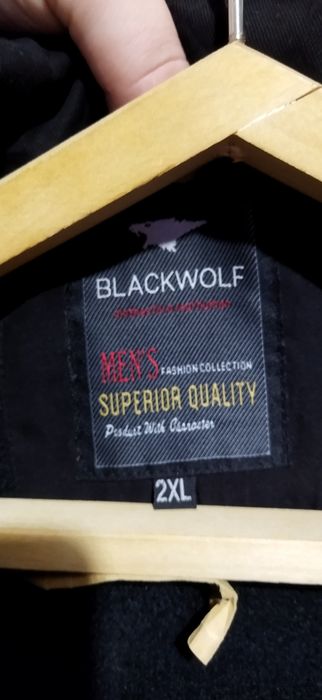 BLACKWOLF
MEN'S FASHION COLLECTION
SUPERIOR QUALITY
Product With Character
2XL